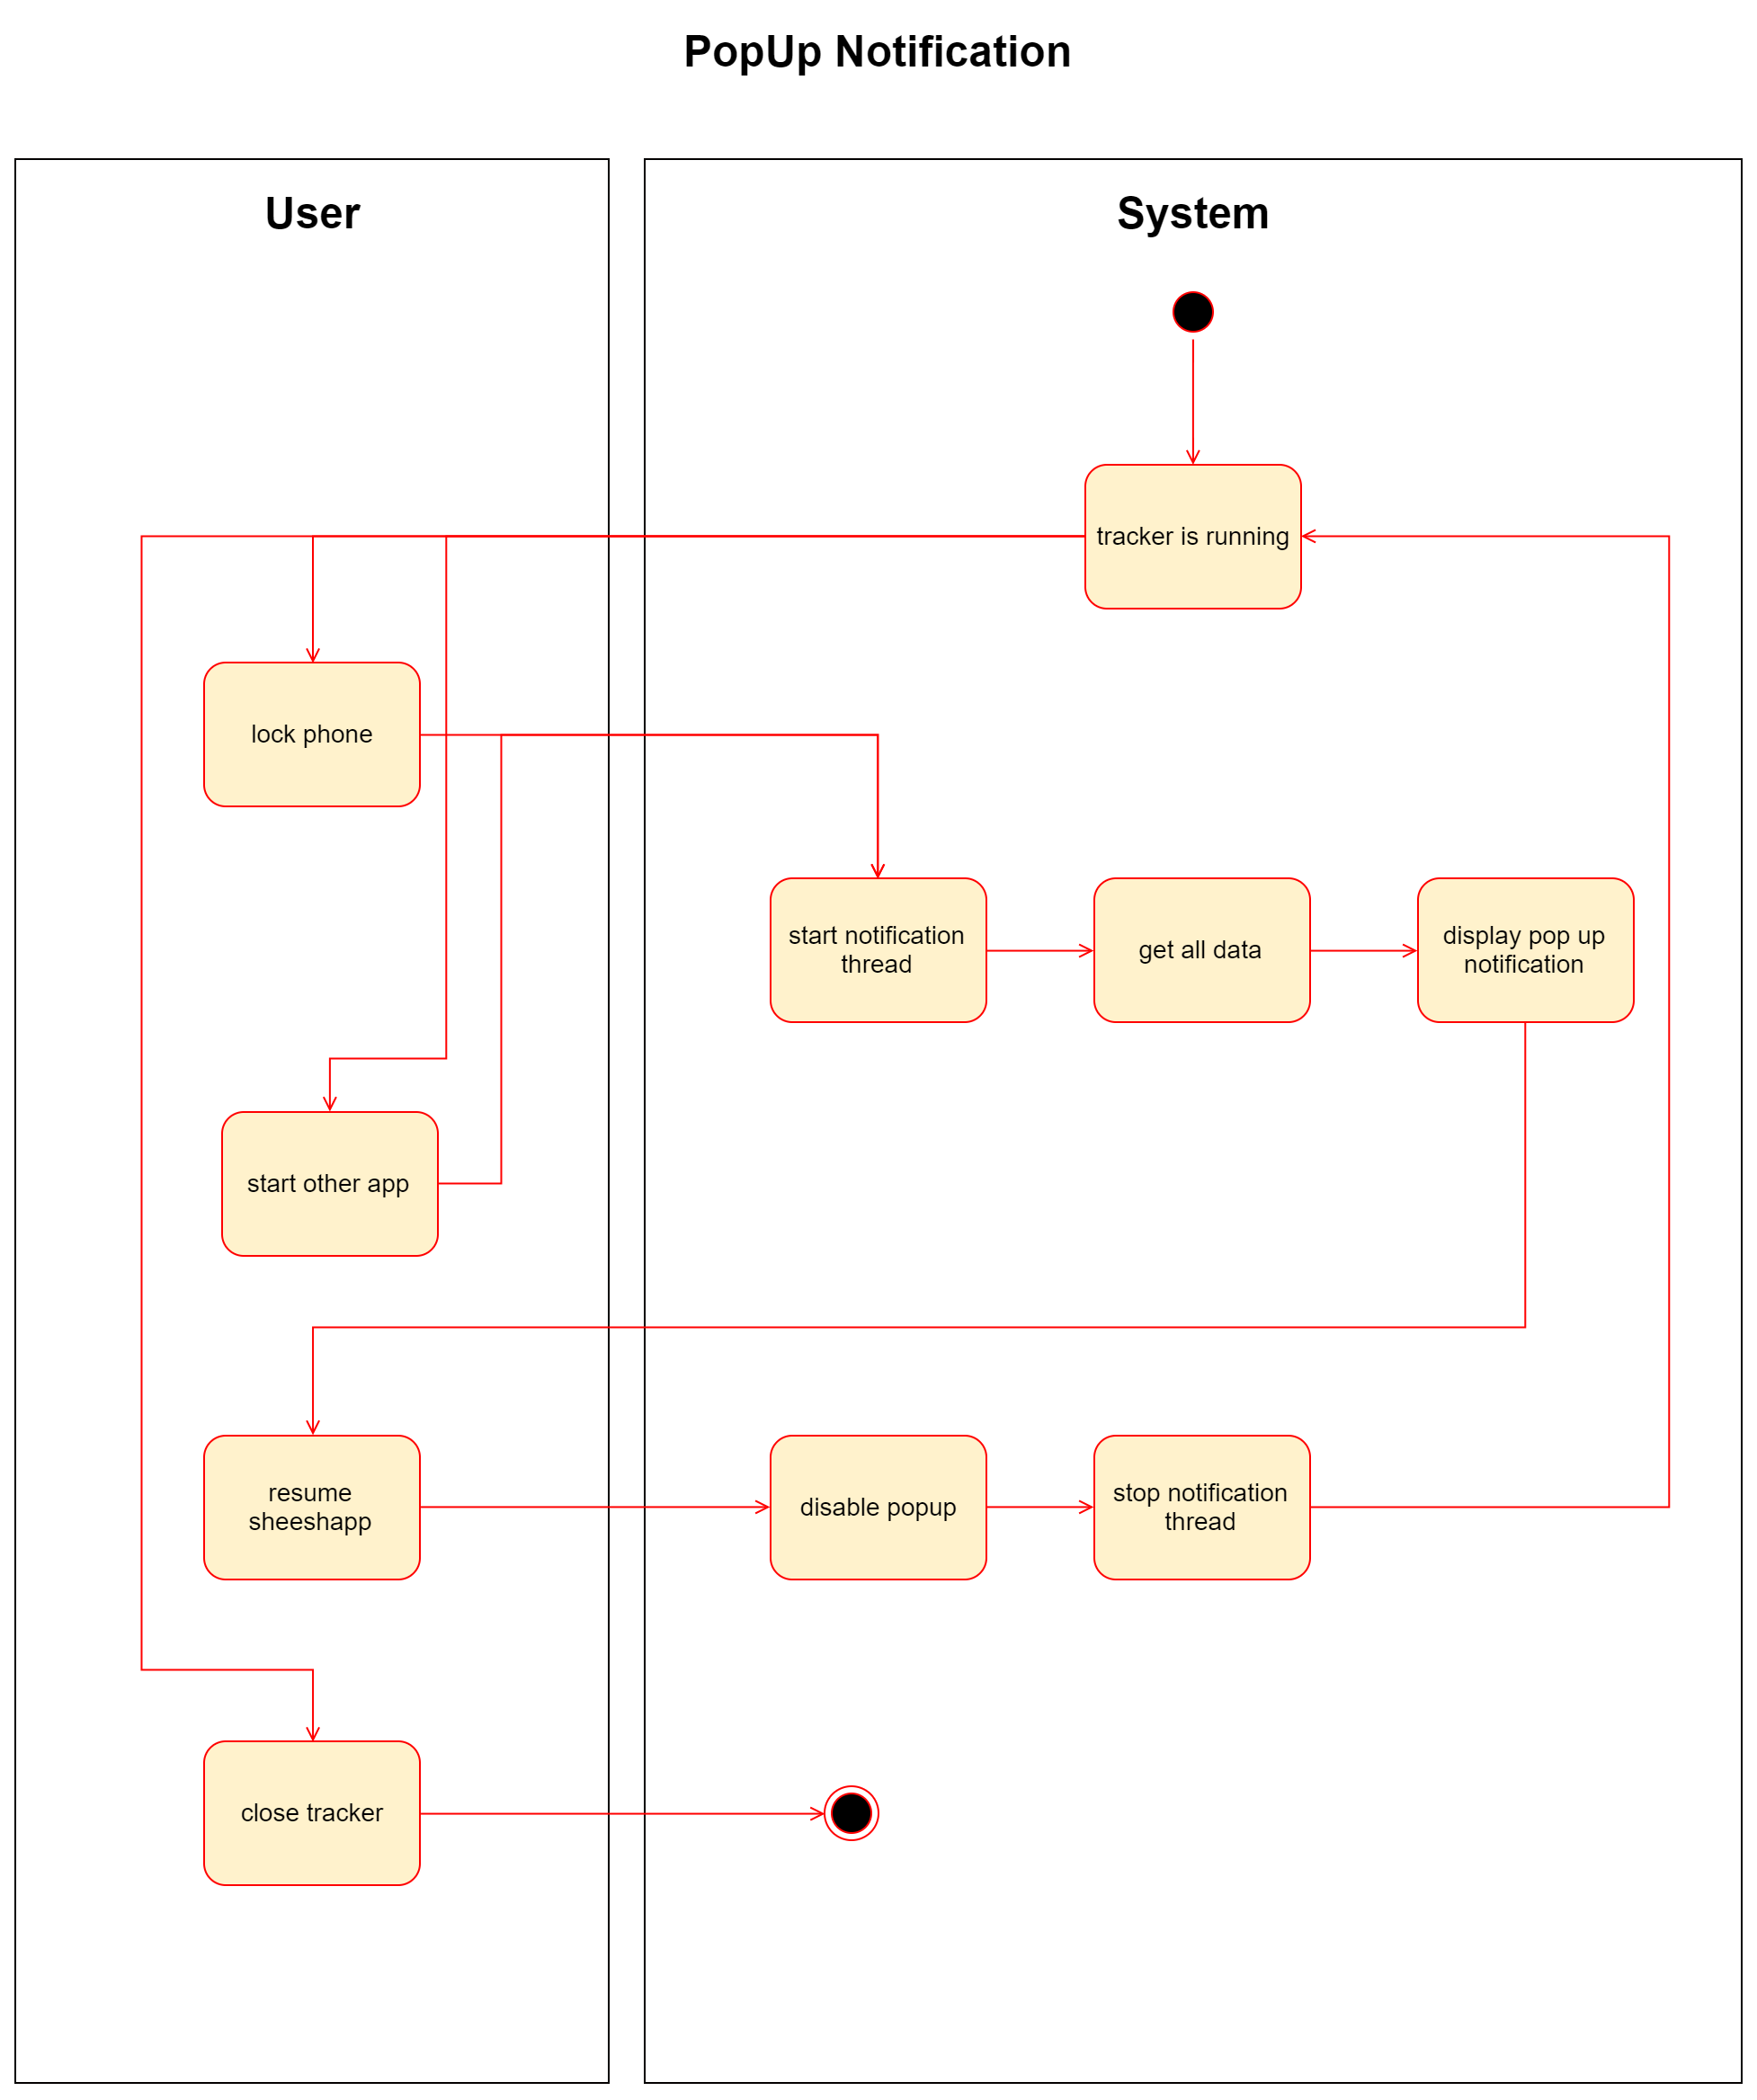 PopUp Notification
User
System
tracker is running
lock phone
start notification
thread
get all data
display pop up
notification
start other app
resume
sheeshapp
disable popup
stop notification
thread
close tracker